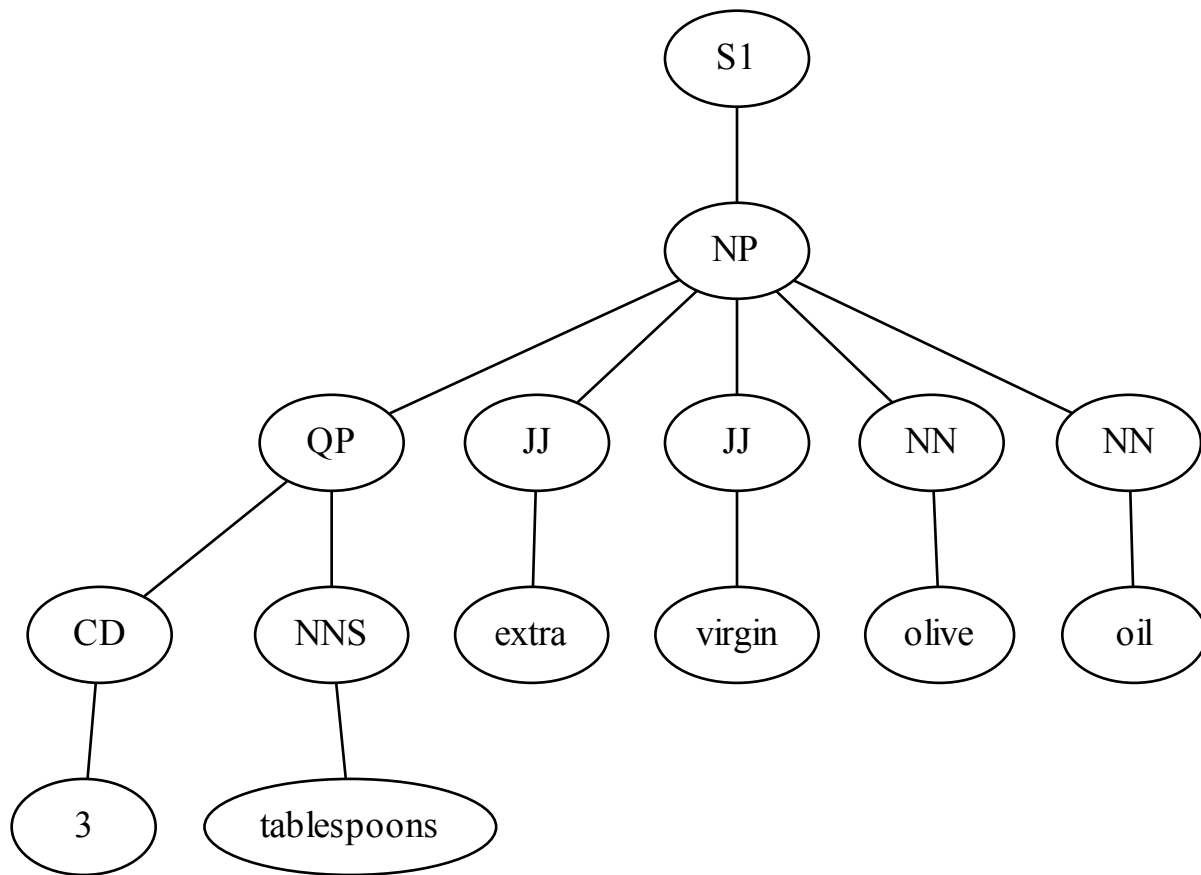 S1
NP
QP JJ JJ NN NN
CD NNS extra virgin olive oil
3 tablespoons